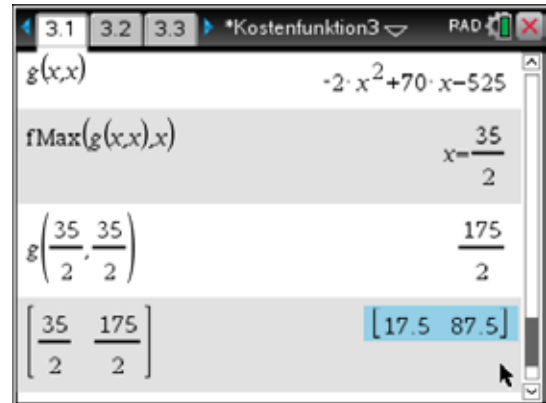 3.1 3.2 3.3 *Kostenfunktion3 RAD
g(x,x) -2·x²+70·x-525
fMax(g(x,x),x) x=35/2
g(35/2,35/2) 175/2
[35/2 175/2] [17.5 87.5]